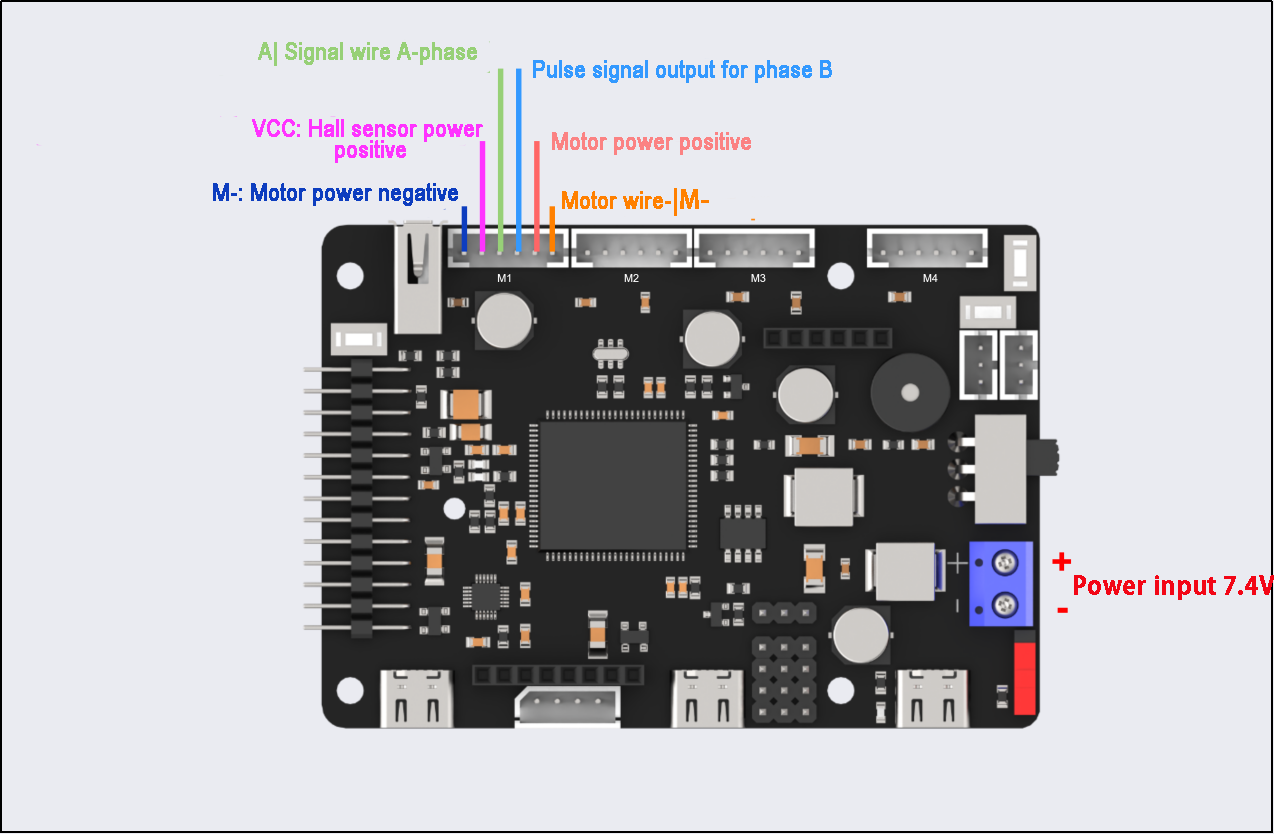 A| Signal wire A-phase
Pulse signal output for phase B
VCC: Hall sensor power
positive
Motor power positive
M-: Motor power negative
Motor wire-|M-
M1
M2
M3
M4
+
-
+
Power input 7.4V
-